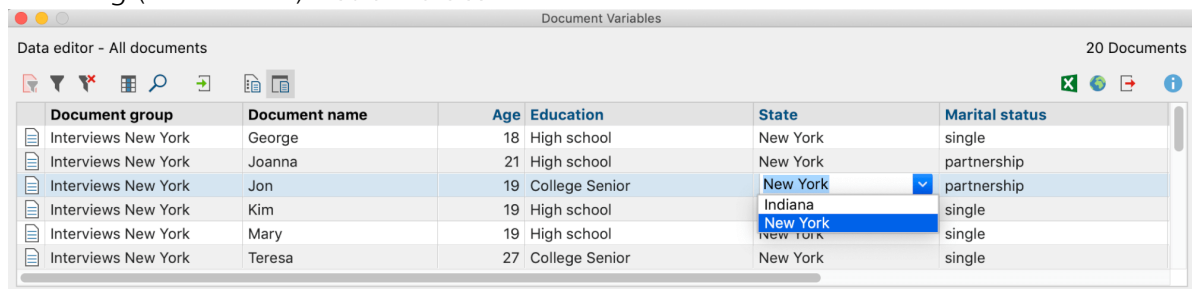 Document Variables
Data editor - All documents 20 Documents
Document group Document name Age Education State Marital status
Interviews New York George 18 High school New York single
Interviews New York Joanna 21 High school New York partnership
Interviews New York Jon 19 College Senior New York partnership
Indiana
Interviews New York Kim 19 High school single
New York
Interviews New York Mary 19 High school New York single
Interviews New York Teresa 27 College Senior New York single